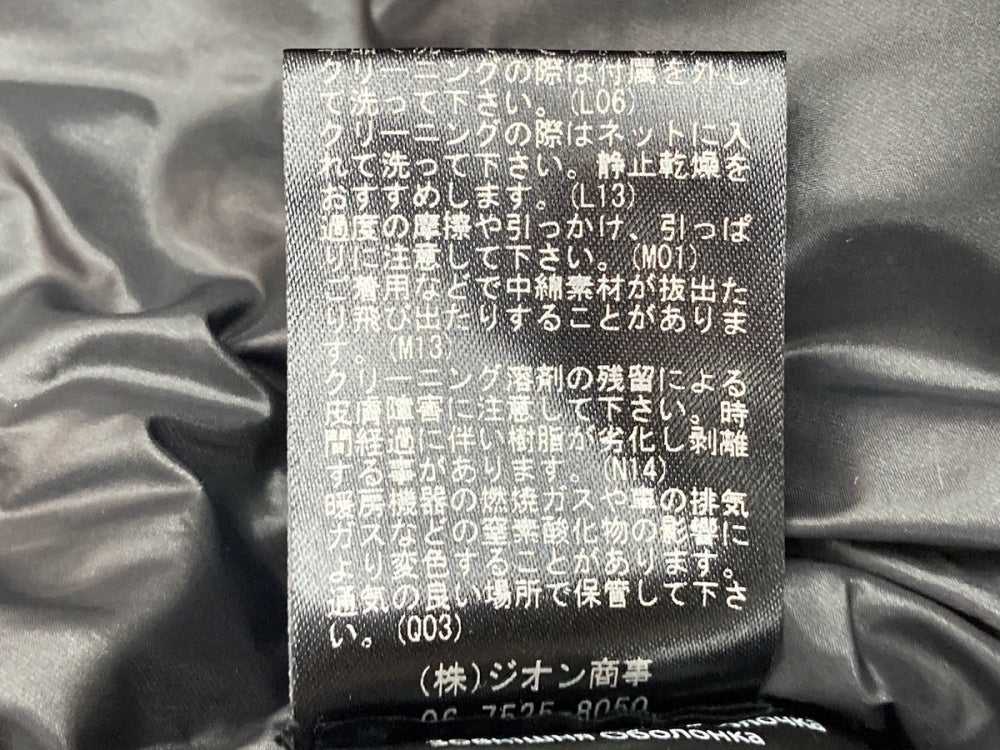 クリーニングの際は付属を外し
て洗って下さい。(L06)
クリーニングの際はネットに入
れて洗って下さい。静止乾燥を
おすすめします。(L13)
過度の摩擦や引っかけ、引っぱ
りに注意して下さい。(M01)
ご着用などで中綿素材が抜出た
り飛び出たりすることがありま
す。(M13)
クリーニング溶剤の残留による
皮膚障害に注意して下さい。時
間経過に伴い樹脂が劣化し剥離
する事があります。(N14)
暖房機器の燃焼ガスや車の排気
ガスなどの窒素酸化物の影響に
より変色することがあります。
通気の良い場所で保管して下さ
い。(Q03)
(株)ジオン商事
06-7525-8050
зовнішня оболонка